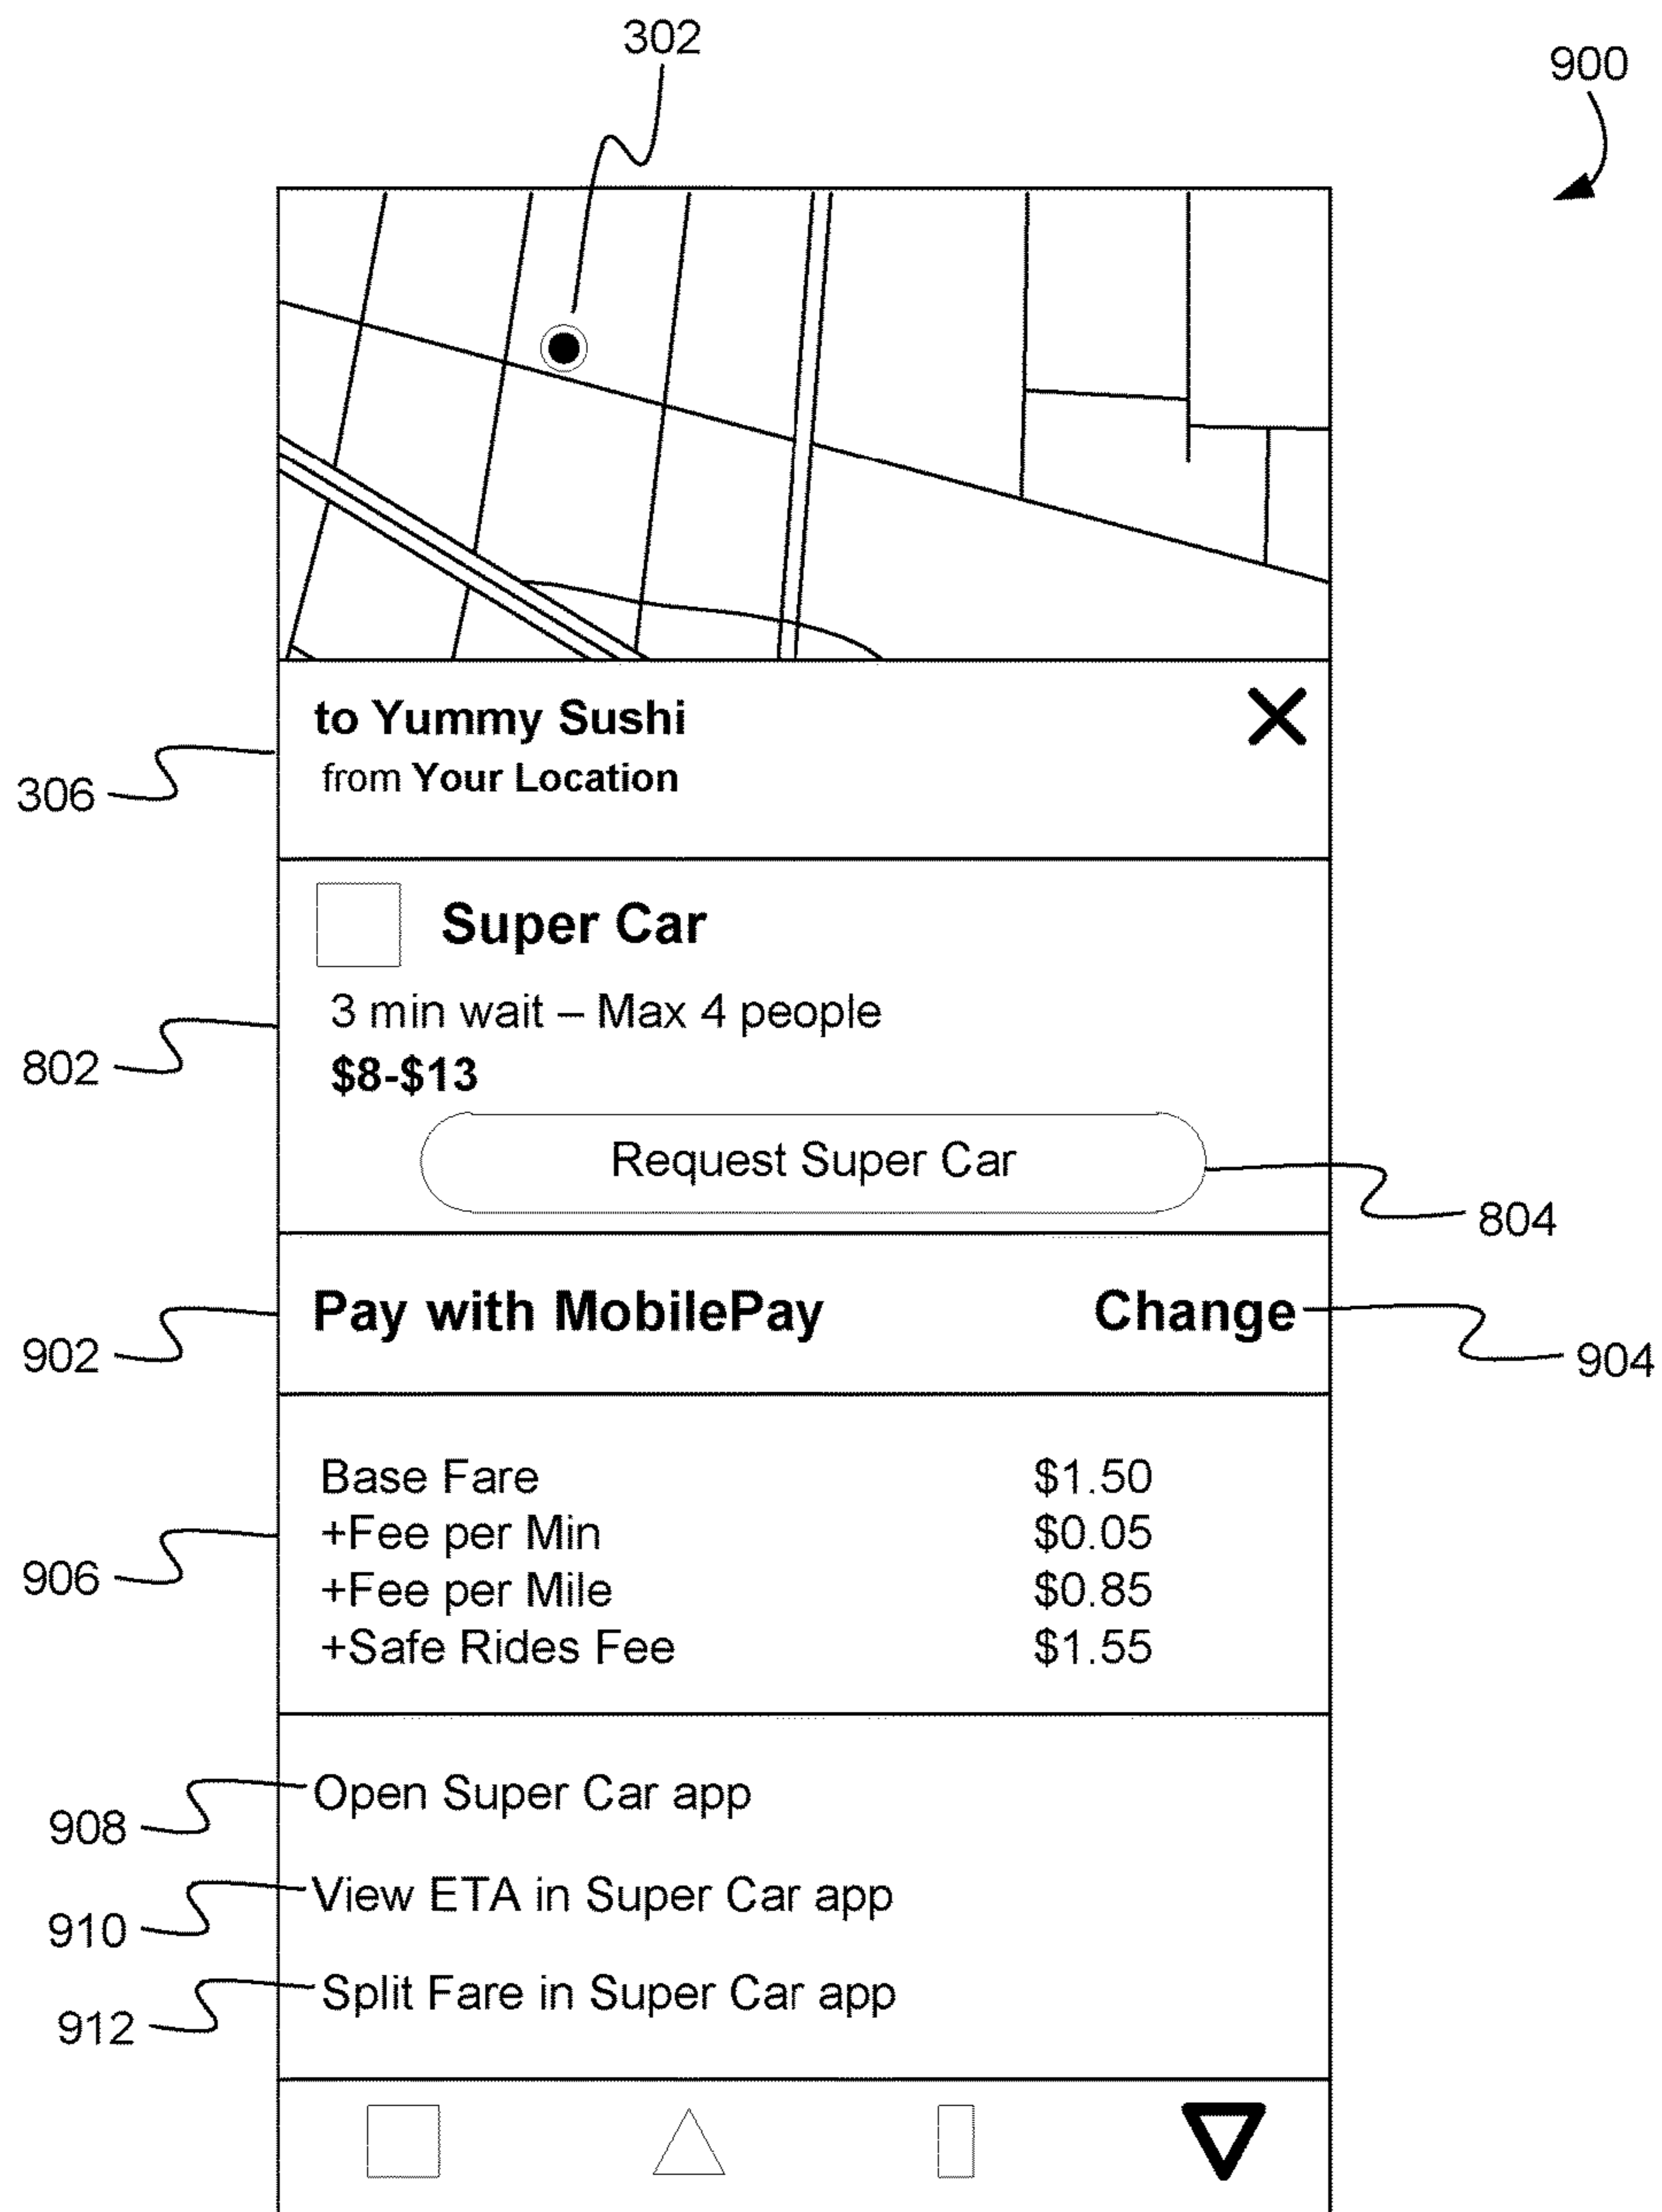 302
900
to Yummy Sushi
from Your Location
306
Super Car
3 min wait – Max 4 people
802
$8-$13
Request Super Car
804
Pay with MobilePay Change
902
904
Base Fare $1.50
+Fee per Min $0.05
906
+Fee per Mile $0.85
+Safe Rides Fee $1.55
Open Super Car app
908
View ETA in Super Car app
910
Split Fare in Super Car app
912